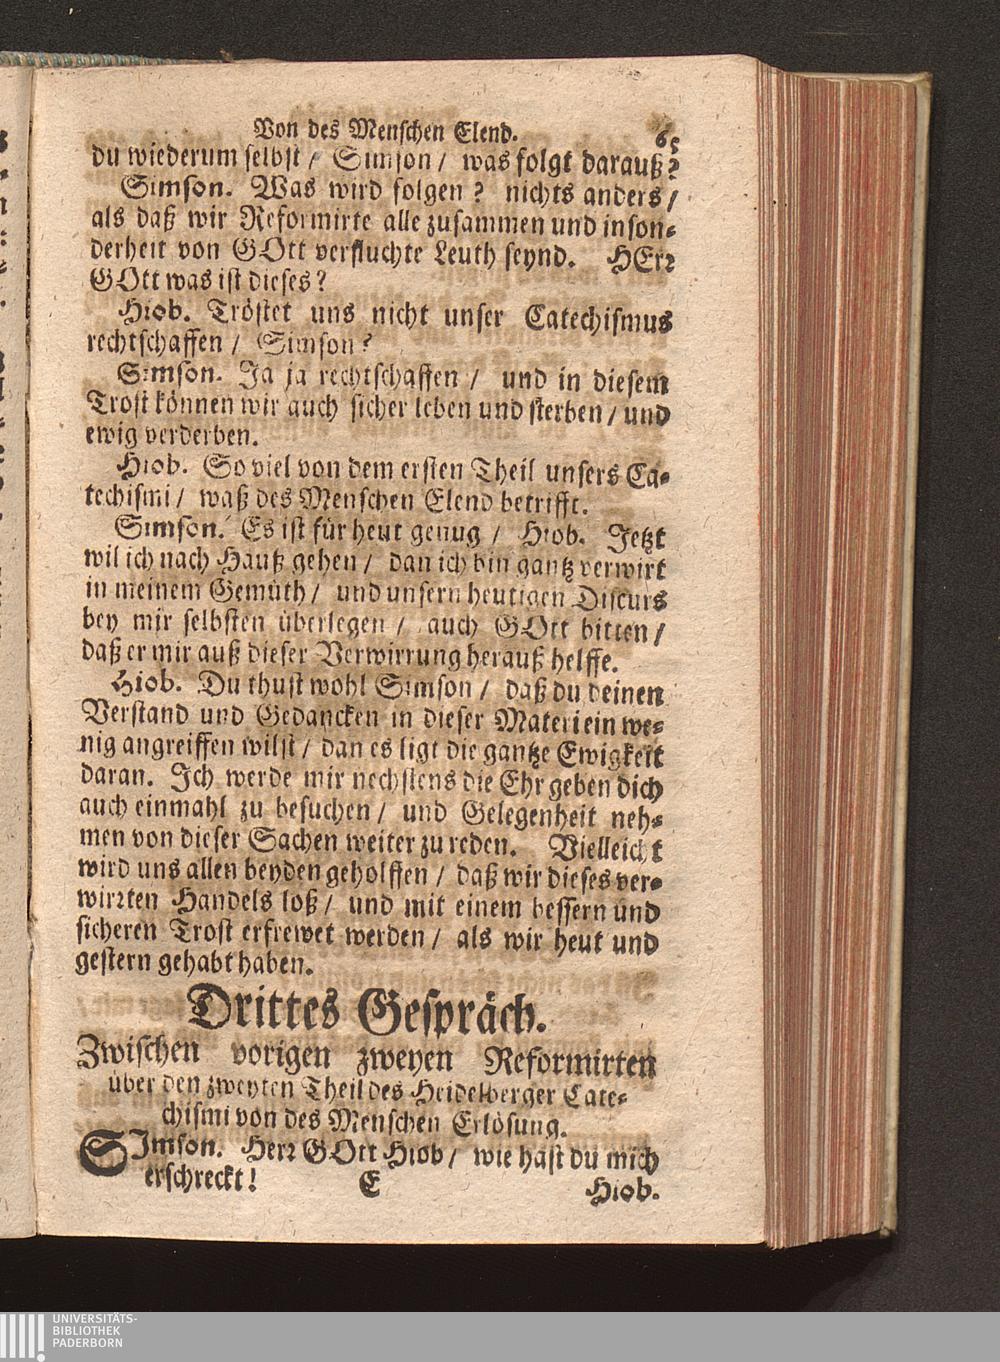 Von des Menschen Elend. 65
du wiederum selbst / Simson / was folgt darauß?
Simson. Was wird folgen? nichts anders /
als daß wir Reformirte alle zusammen und inson-
derheit von GOtt verfluchte Leuth seynd. HErr
GOtt was ist dieses?
Hiob. Tröstet uns nicht unser Catechismus
rechtschaffen / Simson?
Simson. Ja ja rechtschaffen / und in diesem
Trost können wir auch sicher leben und sterben / und
ewig verderben.
Hiob. So viel von dem ersten Theil unsers Ca-
techismi / waß des Menschen Elend betrifft.
Simson. Es ist für heut genug / Hiob. Jetzt
wil ich nach Hauß gehen / dan ich bin gantz verwirt
in meinem Gemüth / und unsern heutigen Discurs
bey mir selbsten überlegen / auch GOtt bitten /
daß er mir auß dieser Verwirrung herauß helffe.
Hiob. Du thust wohl Simson / daß du deinen
Verstand und Gedancken in dieser Materi ein we-
nig angreiffen wilst / dan es ligt die gantze Ewigkeit
daran. Ich werde mir nechstens die Ehr geben dich
auch einmahl zu besuchen / und Gelegenheit neh-
men von dieser Sachen weiter zu reden. Vielleicht
wird uns allen beyden geholffen / daß wir dieses ver-
wirrten Handels loß / und mit einem bessern und
sicheren Trost erfrewet werden / als wir heut und
gestern gehabt haben.
Drittes Gespräch.
Zwischen vorigen zweyen Reformirten
über den zweyten Theil des Heidelberger Cate-
chismi von des Menschen Erlösung.
SImson. Herr GOtt Hiob / wie hast du mich
erschreckt!
E Hiob.
UNIVERSITÄTS-
BIBLIOTHEK
PADERBORN